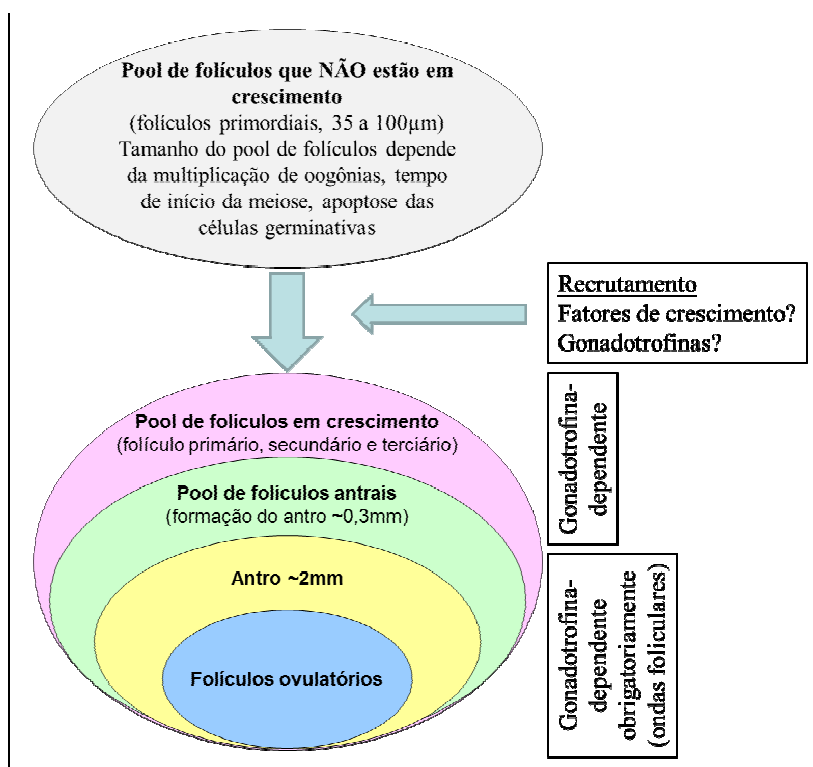 Pool de folículos que NÃO estão em
crescimento
(folículos primordiais, 35 a 100µm)
Tamanho do pool de folículos depende
da multiplicação de oogônias, tempo
de início da meiose, apoptose das
células germinativas
Recrutamento
Fatores de crescimento?
Gonadotrofinas?
Pool de folículos em crescimento
(folículo primário, secundário e terciário)
Pool de folículos antrais
(formação do antro ~0,3mm)
Antro ~2mm
Folículos ovulatórios
Gonadotrofina-
dependente
Gonadotrofina-
dependente
obrigatoriamente
(ondas foliculares)